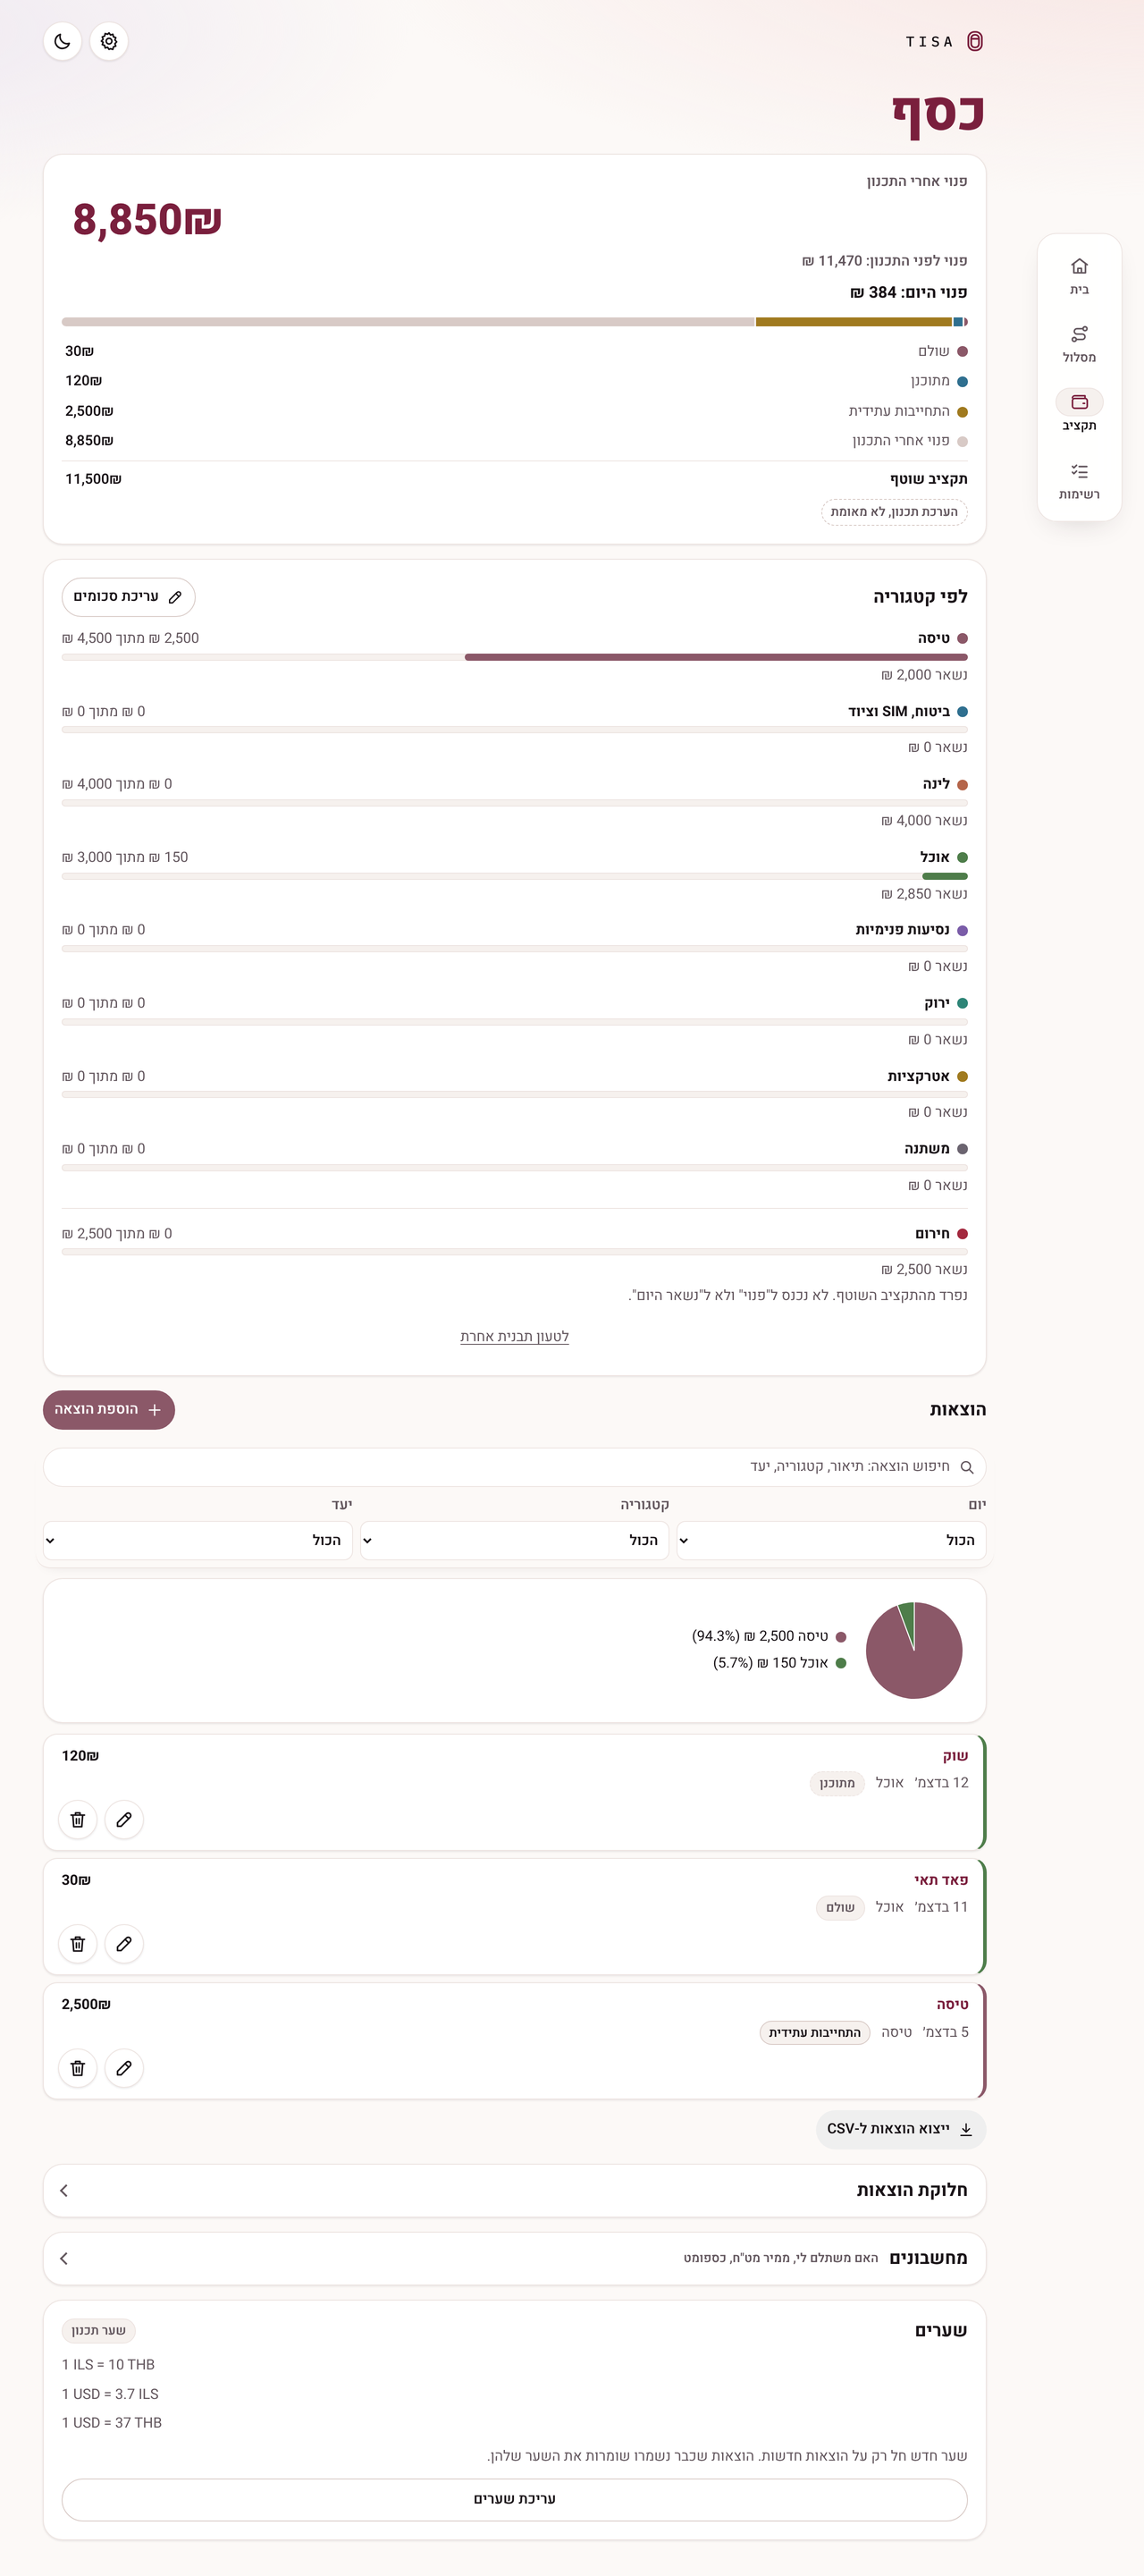 TISA
כסף
פנוי אחרי התכנון
8,850₪
פנוי לפני התכנון: 11,470 ₪
פנוי היום: 384 ₪
שולם 30₪
מתוכנן 120₪
התחייבות עתידית 2,500₪
פנוי אחרי התכנון 8,850₪
תקציב שוטף 11,500₪
הערכת תכנון, לא מאומת
בית
מסלול
תקציב
רשימות
לפי קטגוריה
עריכת סכומים
טיסה 2,500 ₪ מתוך 4,500 ₪
נשאר 2,000 ₪
ביטוח, SIM וציוד 0 ₪ מתוך 0 ₪
נשאר 0 ₪
לינה 0 ₪ מתוך 4,000 ₪
נשאר 4,000 ₪
אוכל 150 ₪ מתוך 3,000 ₪
נשאר 2,850 ₪
נסיעות פנימיות 0 ₪ מתוך 0 ₪
נשאר 0 ₪
ירוק 0 ₪ מתוך 0 ₪
נשאר 0 ₪
אטרקציות 0 ₪ מתוך 0 ₪
נשאר 0 ₪
משתנה 0 ₪ מתוך 0 ₪
נשאר 0 ₪
חירום 0 ₪ מתוך 2,500 ₪
נשאר 2,500 ₪
נפרד מהתקציב השוטף. לא נכנס ל"פנוי" ולא ל"נשאר היום".
לטעון תבנית אחרת
הוצאות
הוספת הוצאה
חיפוש הוצאה: תיאור, קטגוריה, יעד
יום קטגוריה יעד
הכול הכול הכול
טיסה 2,500 ₪ (94.3%)
אוכל 150 ₪ (5.7%)
שוק 120₪
12 בדצמ׳ אוכל מתוכנן
פאד תאי 30₪
11 בדצמ׳ אוכל שולם
טיסה 2,500₪
5 בדצמ׳ טיסה התחייבות עתידית
ייצוא הוצאות ל-CSV
חלוקת הוצאות
מחשבונים האם משתלם לי, ממיר מט"ח, כספומט
שערים שער תכנון
1 ILS = 10 THB
1 USD = 3.7 ILS
1 USD = 37 THB
שער חדש חל רק על הוצאות חדשות. הוצאות שכבר נשמרו שומרות את השער שלהן.
עריכת שערים